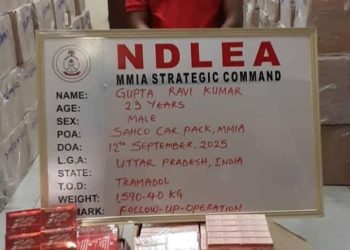 NDLEA
MMIA STRATEGIC COMMAND
NAME: GUPTA RAVI KUMAR
AGE: 23 YEARS
SEX: MALE
POA: SAHCO CAR PACK, MMIA
DOA: 12TH SEPTEMBER, 2025
L.G.A: UTTAR PRADESH, INDIA
STATE:
T.O.D: TRAMADOL
WEIGHT: 1,590.40 KG
REMARK: FOLLOW-UP-OPERATION